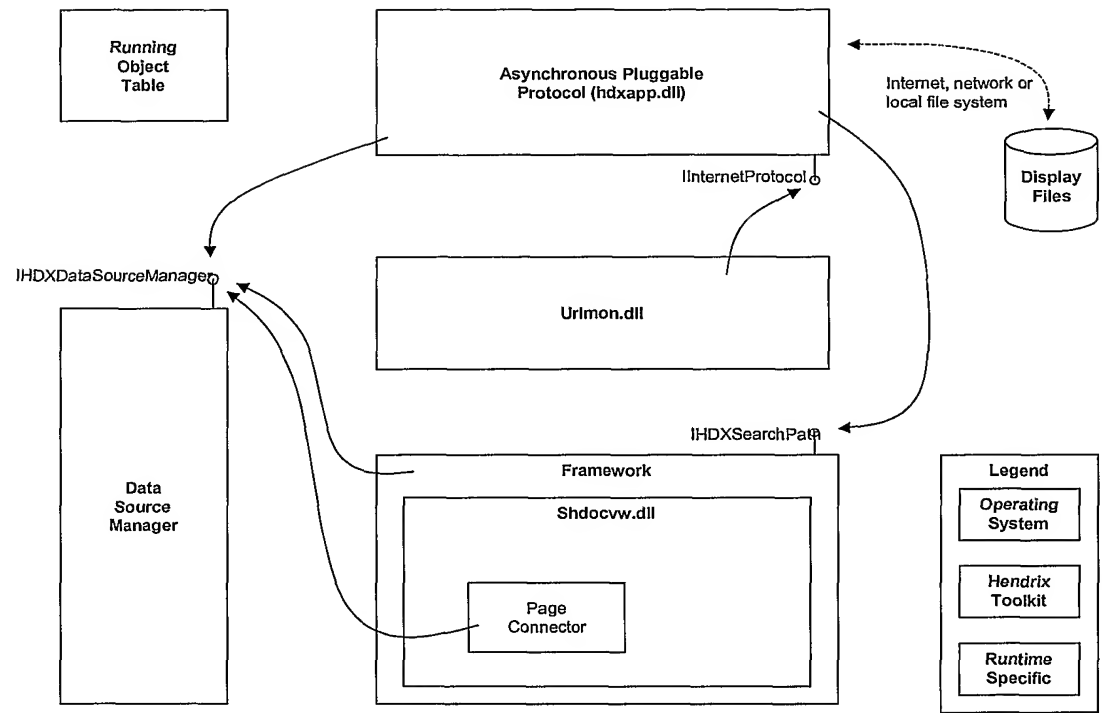 Running
Object
Table
Asynchronous Pluggable
Protocol (hdxapp.dll)
Internet, network or
local file system
Display
Files
IInternetProtocol
IHDXDataSourceManager
Urlmon.dll
IHDXSearchPath
Data
Source
Manager
Framework
Shdocvw.dll
Page
Connector
Legend
Operating
System
Hendrix
Toolkit
Runtime
Specific